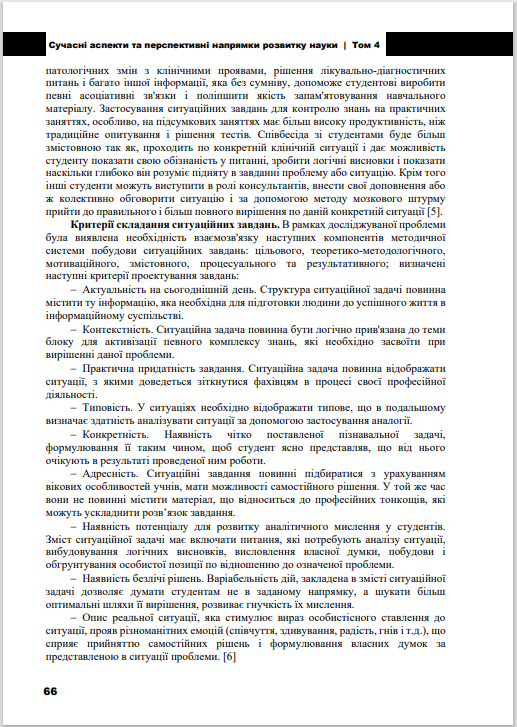 Сучасні аспекти та перспективні напрямки розвитку науки | Том 4
патологічних змін з клінічними проявами, рішення лікувально-діагностичних
питань і багато іншої інформації, яка без сумніву, допоможе студентові виробити
певні асоціативні зв'язки і поліпшити якість запам'ятовування навчального
матеріалу. Застосування ситуаційних завдань для контролю знань на практичних
заняттях, особливо, на підсумкових заняттях має більш високу продуктивність, ніж
традиційне опитування і рішення тестів. Співбесіда зі студентами буде більш
змістовною так як, проходить по конкретній клінічній ситуації і дає можливість
студенту показати свою обізнаність у питанні, зробити логічні висновки і показати
наскільки глибоко він розуміє підняту в завданні проблему або ситуацію. Крім того
інші студенти можуть виступити в ролі консультантів, внести свої доповнення або
ж колективно обговорити ситуацію і за допомогою методу мозкового штурму
прийти до правильного і більш повного вирішення по даній конкретній ситуації [5].
Критерії складання ситуаційних завдань. В рамках досліджуваної проблеми
була виявлена необхідність взаємозв'язку наступних компонентів методичної
системи побудови ситуаційних завдань: цільового, теоретико-методологічного,
мотиваційного, змістовного, процесуального та результативного; визначені
наступні критерії проектування завдань:
– Актуальність на сьогоднішній день. Структура ситуаційної задачі повинна
містити ту інформацію, яка необхідна для підготовки людини до успішного життя в
інформаційному суспільстві.
– Контекстність. Ситуаційна задача повинна бути логічно прив'язана до теми
блоку для активізації певного комплексу знань, які необхідно засвоїти при
вирішенні даної проблеми.
– Практична придатність завдання. Ситуаційна задача повинна відображати
ситуації, з якими доведеться зіткнутися фахівцям в процесі своєї професійної
діяльності.
– Типовість. У ситуаціях необхідно відображати типове, що в подальшому
визначає здатність аналізувати ситуації за допомогою застосування аналогії.
– Конкретність. Наявність чітко поставленої пізнавальної задачі,
формулювання її таким чином, щоб студент ясно представляв, що від нього
очікують в результаті проведеної ним роботи.
– Адресність. Ситуаційні завдання повинні підбиратися з урахуванням
вікових особливостей учнів, мати можливості самостійного рішення. У той же час
вони не повинні містити матеріал, що відноситься до професійних тонкощів, які
можуть ускладнити розв’язок завдання.
– Наявність потенціалу для розвитку аналітичного мислення у студентів.
Зміст ситуаційної задачі має включати питання, які потребують аналізу ситуації,
вибудовування логічних висновків, висловлення власної думки, побудови і
обгрунтування особистої позиції по відношенню до означеної проблеми.
– Наявність безлічі рішень. Варіабельність дій, закладена в змісті ситуаційної
задачі дозволяє думати студентам не в заданому напрямку, а шукати більш
оптимальні шляхи її вирішення, розвиває гнучкість їх мислення.
– Опис реальної ситуації, яка стимулює вираз особистісного ставлення до
ситуації, прояв різноманітних емоцій (співчуття, здивування, радість, гнів і т.д.), що
сприяє прийняттю самостійних рішень і формулювання власних думок за
представленою в ситуації проблеми. [6]
66